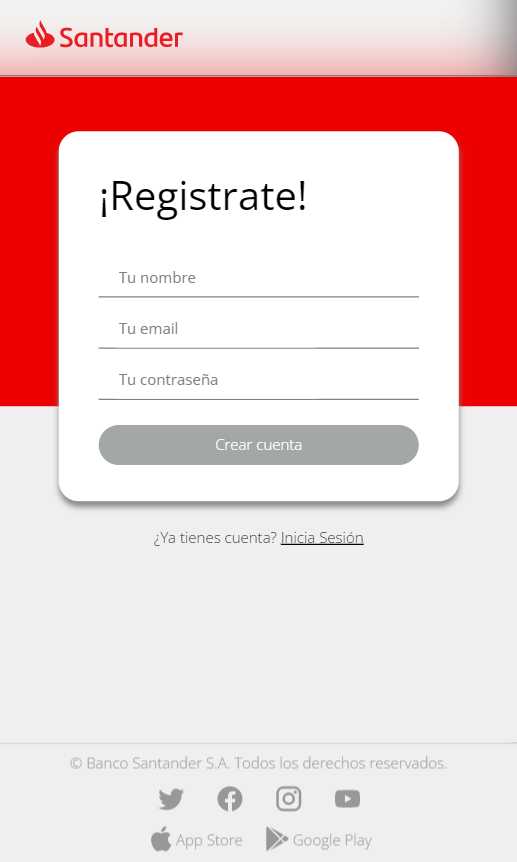 Santander
¡Registrate!
Tu nombre
Tu email
Tu contraseña
Crear cuenta
¿Ya tienes cuenta? Inicia Sesión
© Banco Santander S.A. Todos los derechos reservados.
App Store Google Play